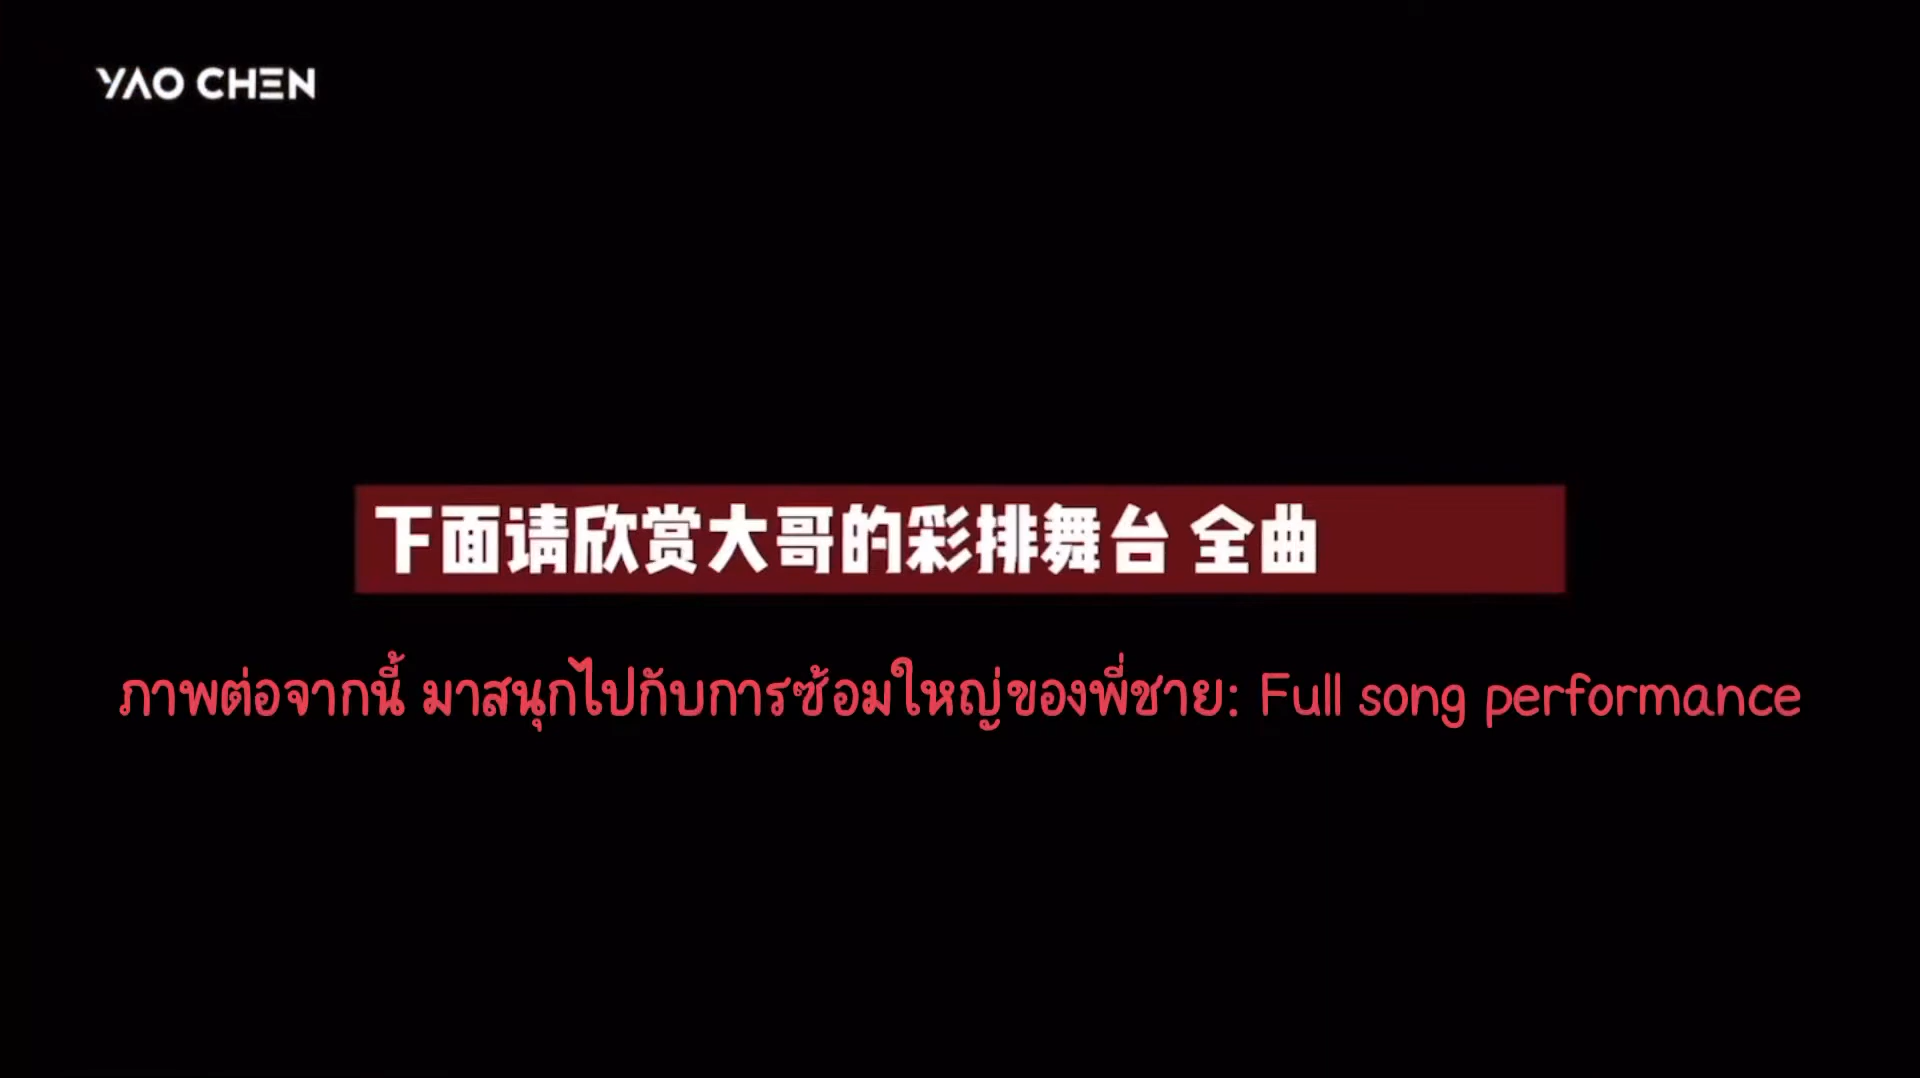 YAO CHEN
下面请欣赏大哥的彩排舞台 全曲
ภาพต่อจากนี้ มาสนุกไปกับการซ้อมใหญ่ของพี่ชาย: Full song performance